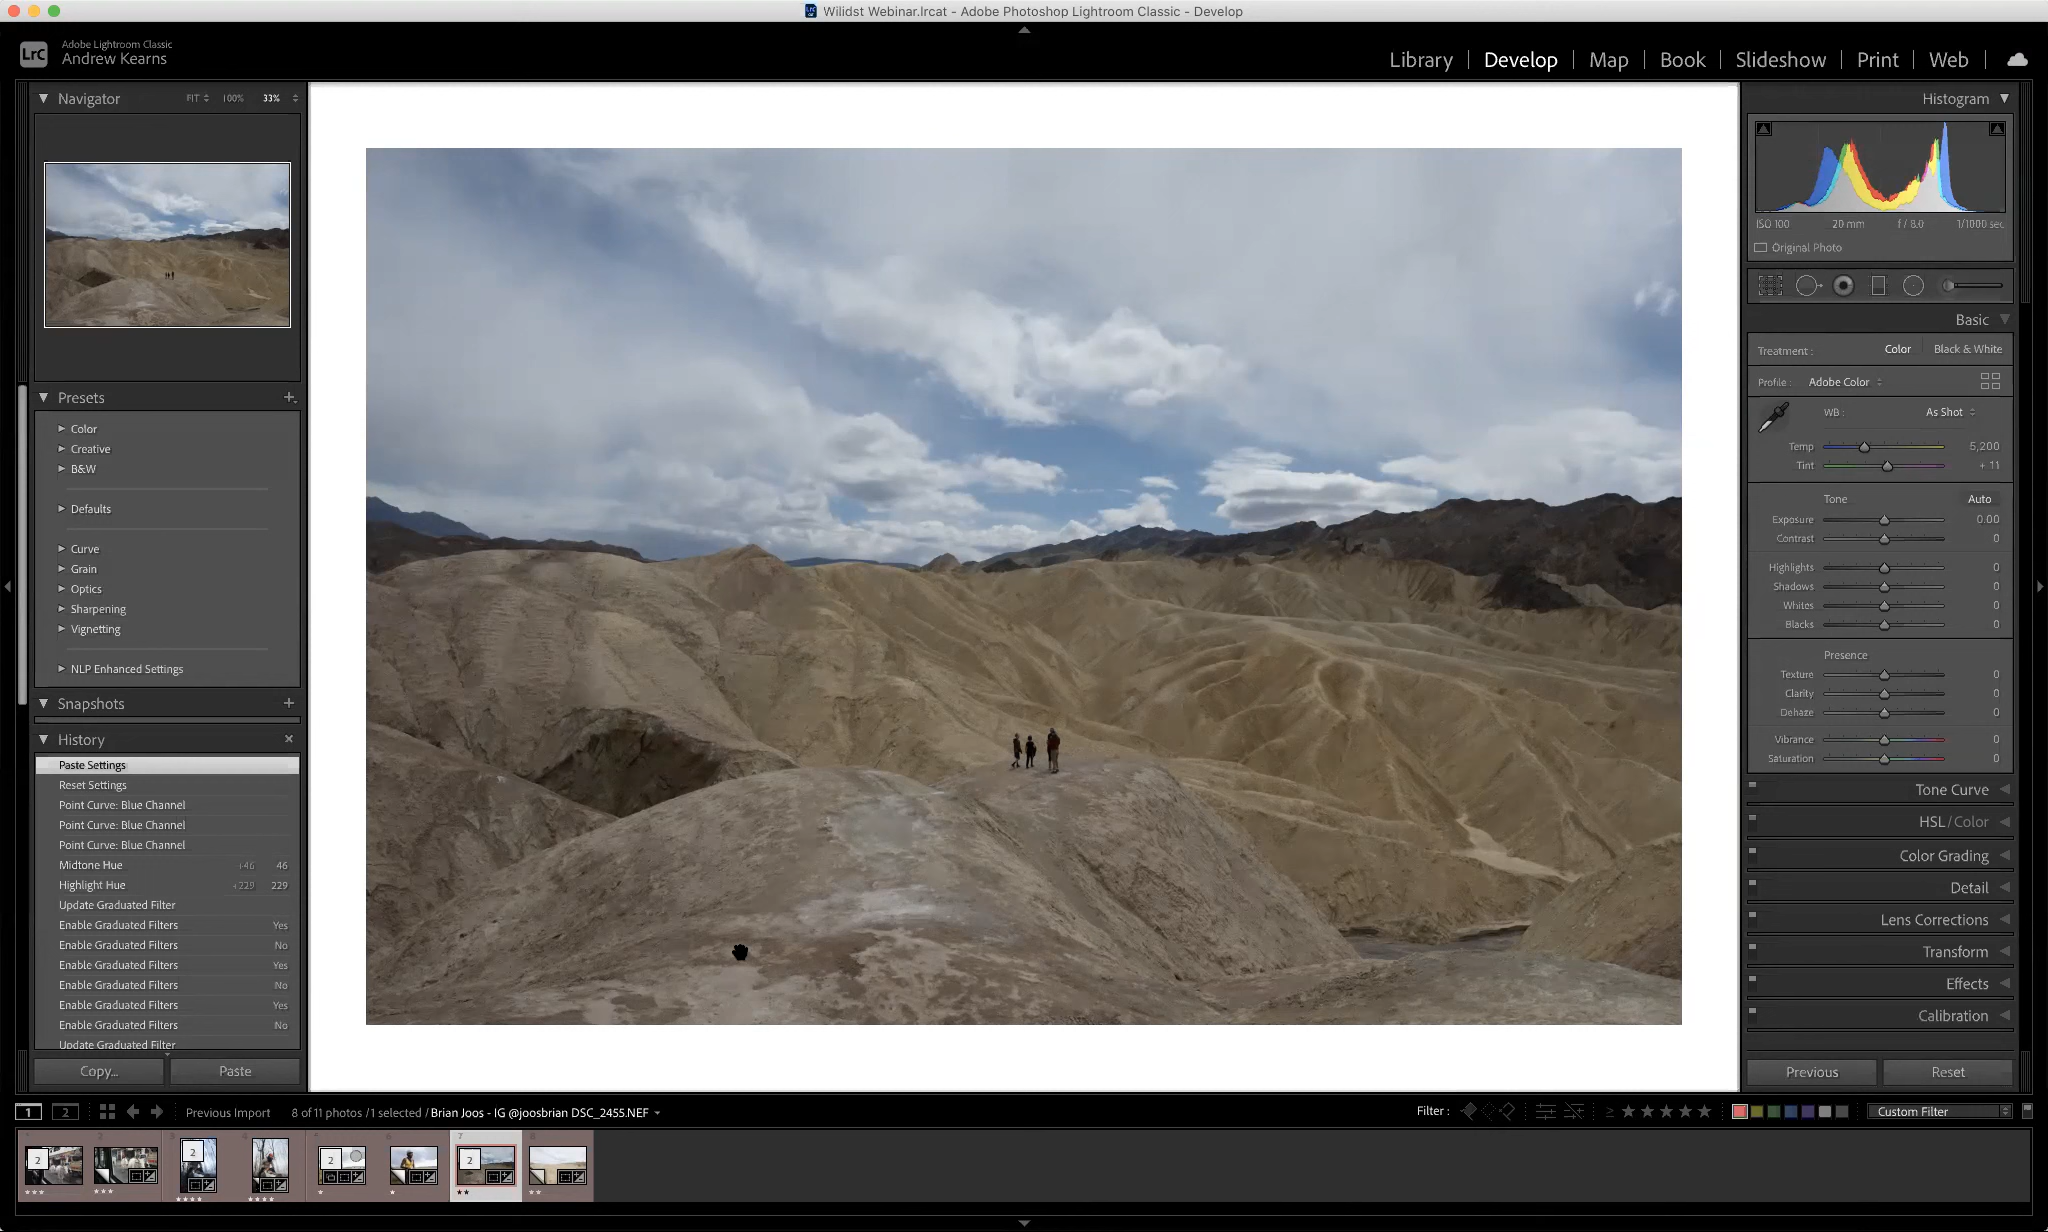 Wilidst Webinar.lrcat - Adobe Photoshop Lightroom Classic - Develop
LrC
Adobe Lightroom Classic
Andrew Kearns
Library | Develop | Map | Book | Slideshow | Print | Web
Navigator FIT 100% 33%
Presets
Color
Creative
B&W
Defaults
Curve
Grain
Optics
Sharpening
Vignetting
NLP Enhanced Settings
Snapshots
History
Paste Settings
Reset Settings
Point Curve: Blue Channel
Point Curve: Blue Channel
Point Curve: Blue Channel
Midtone Hue +46 46
Highlight Hue +229 229
Update Graduated Filter
Enable Graduated Filters Yes
Enable Graduated Filters No
Enable Graduated Filters Yes
Enable Graduated Filters No
Enable Graduated Filters Yes
Enable Graduated Filters No
Update Graduated Filter
Copy... Paste
Histogram
ISO 100 20 mm f / 8.0 1/1000 sec
Original Photo
Basic
Treatment : Color Black & White
Profile : Adobe Color
WB : As Shot
Temp 5,200
Tint + 11
Tone Auto
Exposure 0.00
Contrast 0
Highlights 0
Shadows 0
Whites 0
Blacks 0
Presence
Texture 0
Clarity 0
Dehaze 0
Vibrance 0
Saturation 0
Tone Curve
HSL / Color
Color Grading
Detail
Lens Corrections
Transform
Effects
Calibration
Previous Reset
1 2 Previous Import 8 of 11 photos /1 selected / Brian Joos - IG @joosbrian DSC_2455.NEF Filter : ≥ Custom Filter
2 2 2 2